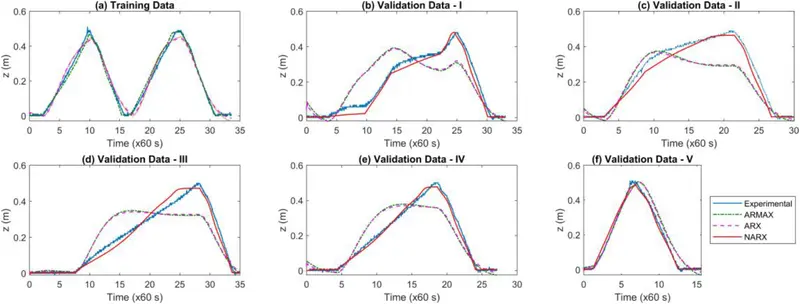 (a) Training Data
0.6
0.4
0.2
0
z (m)
0 5 10 15 20 25 30 35
Time (x60 s)
(b) Validation Data - I
0.6
0.4
0.2
0
z (m)
0 5 10 15 20 25 30 35
Time (x60 s)
(c) Validation Data - II
0.6
0.4
0.2
0
z (m)
0 5 10 15 20 25 30
Time (x60 s)
(d) Validation Data - III
0.6
0.4
0.2
0
z (m)
0 5 10 15 20 25 30 35
Time (x60 s)
(e) Validation Data - IV
0.6
0.4
0.2
0
z (m)
0 5 10 15 20 25 30
Time (x60 s)
(f) Validation Data - V
0.6
0.4
0.2
0
z (m)
0 5 10 15
Time (x60 s)
Experimental
ARMAX
ARX
NARX